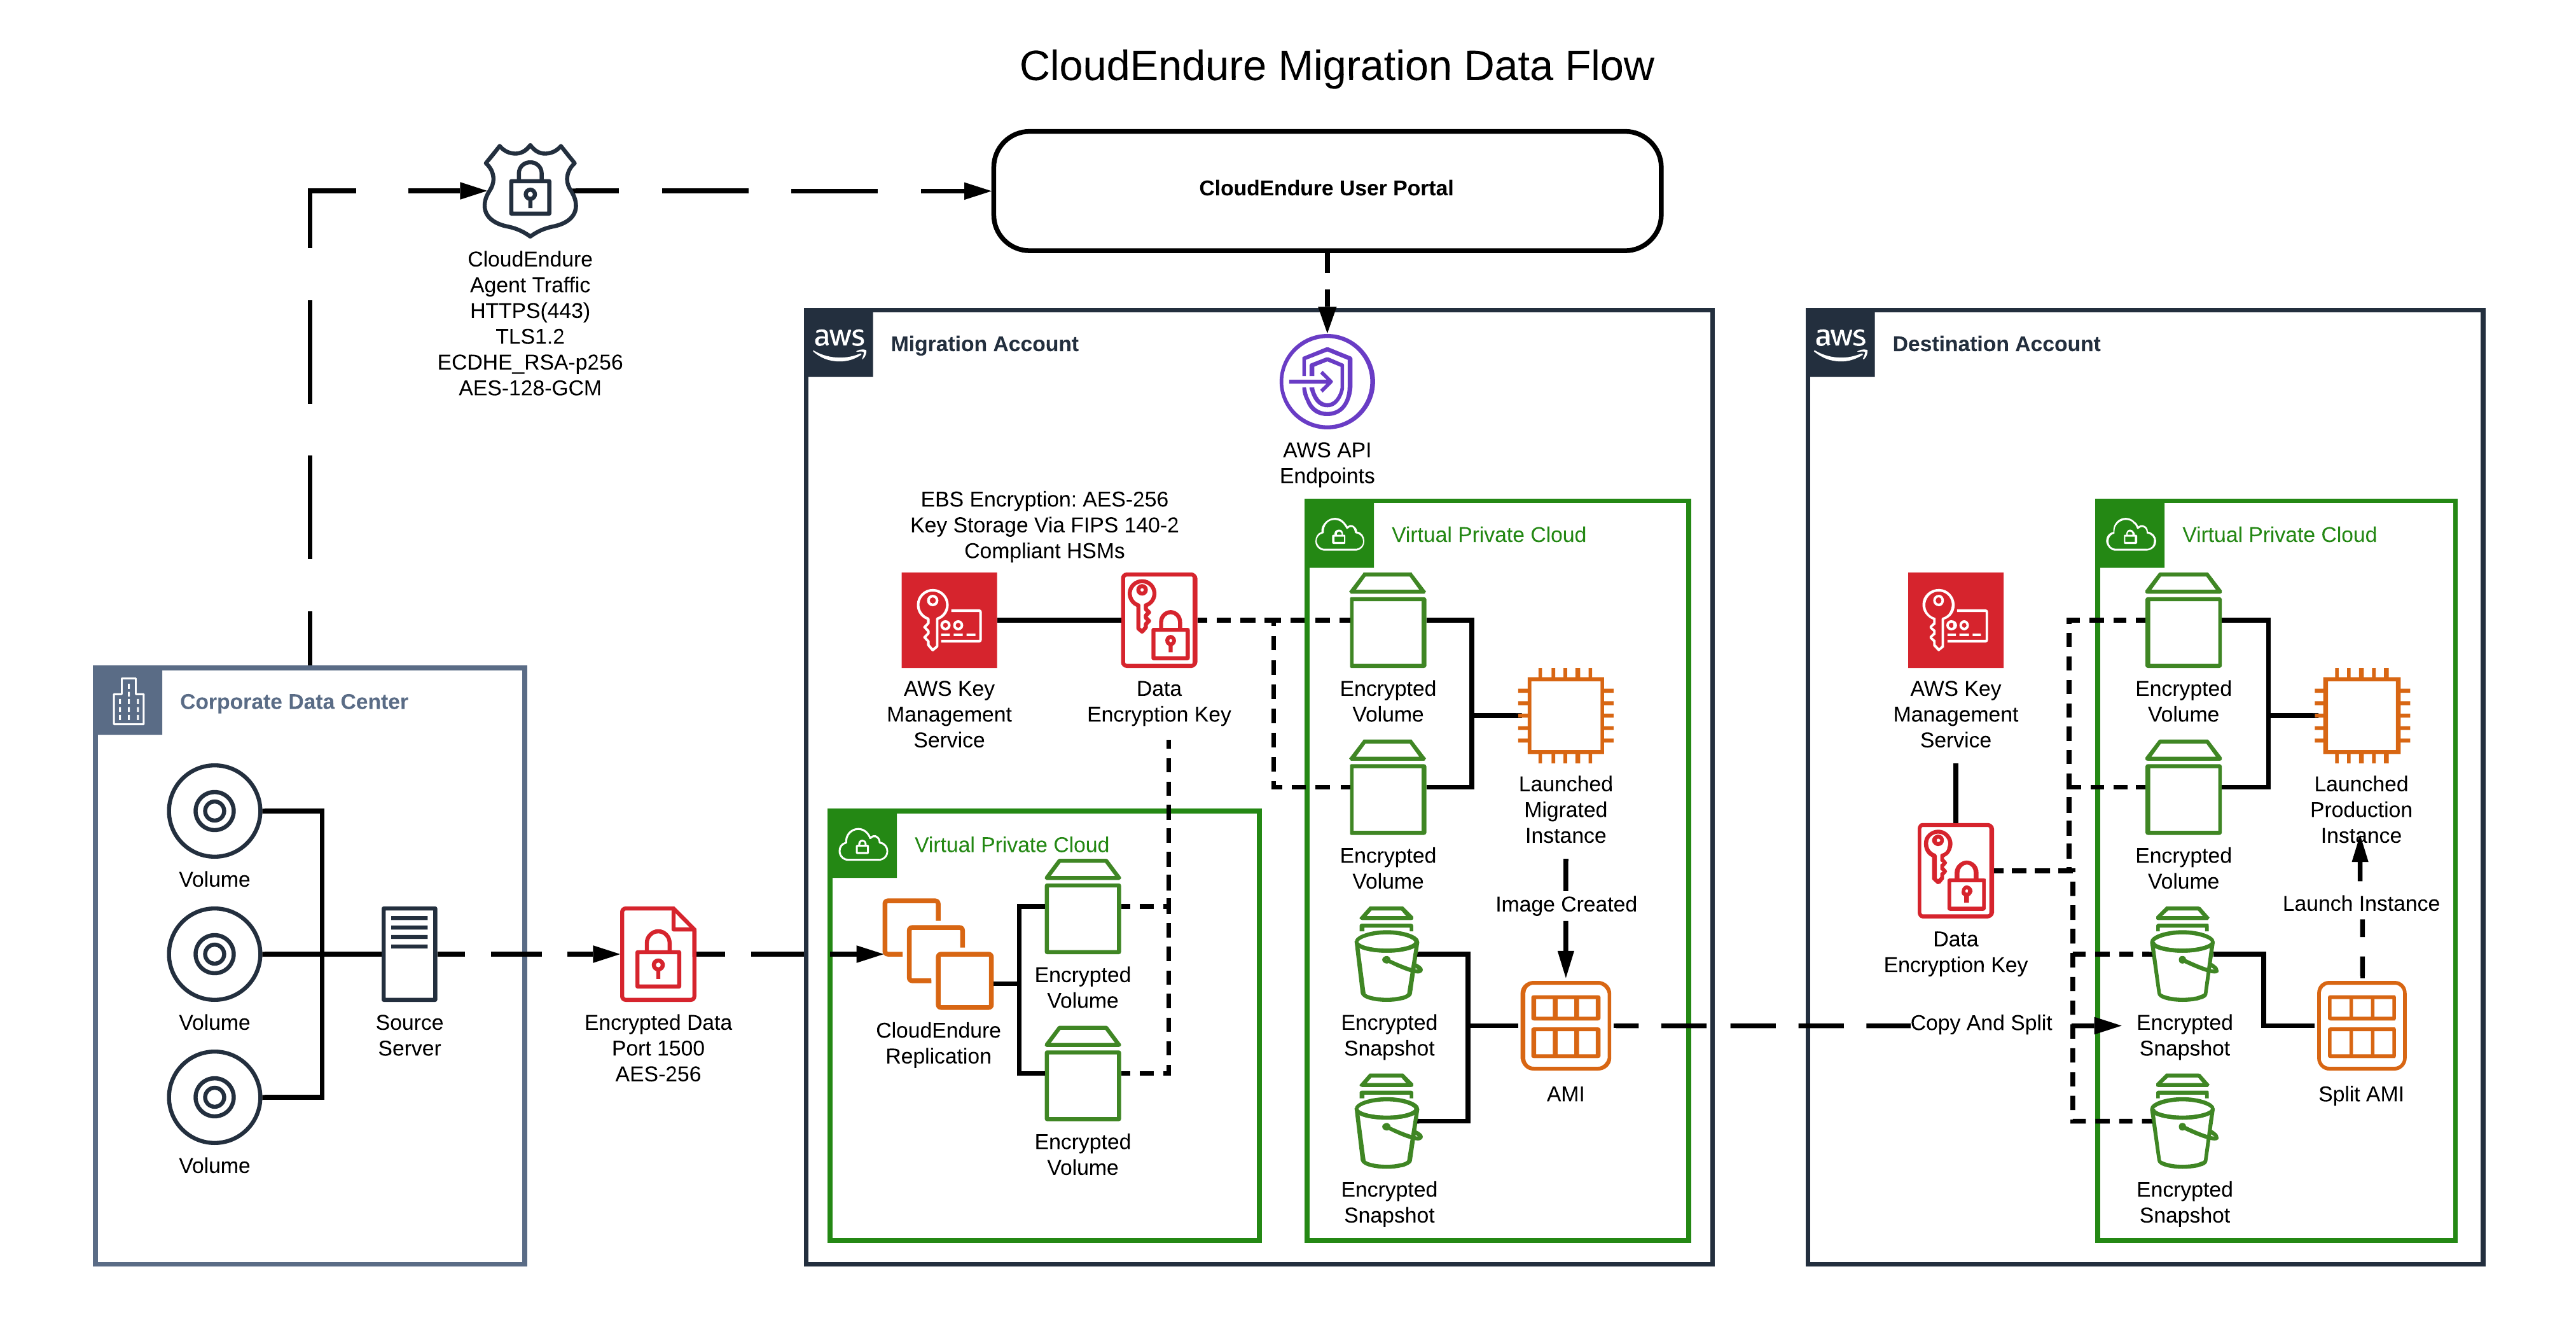 CloudEndure Migration Data Flow
CloudEndure User Portal
CloudEndure
Agent Traffic
HTTPS(443)
TLS1.2
ECDHE_RSA-p256
AES-128-GCM
Corporate Data Center
Volume
Volume
Volume
Source
Server
Encrypted Data
Port 1500
AES-256
aws
Migration Account
AWS API
Endpoints
EBS Encryption: AES-256
Key Storage Via FIPS 140-2
Compliant HSMs
AWS Key
Management
Service
Data
Encryption Key
Virtual Private Cloud
CloudEndure
Replication
Encrypted
Volume
Encrypted
Volume
Virtual Private Cloud
Encrypted
Volume
Encrypted
Volume
Launched
Migrated
Instance
Image Created
Encrypted
Snapshot
Encrypted
Snapshot
AMI
aws
Destination Account
AWS Key
Management
Service
Data
Encryption Key
Copy And Split
Virtual Private Cloud
Encrypted
Volume
Encrypted
Volume
Launched
Production
Instance
Launch Instance
Encrypted
Snapshot
Encrypted
Snapshot
Split AMI